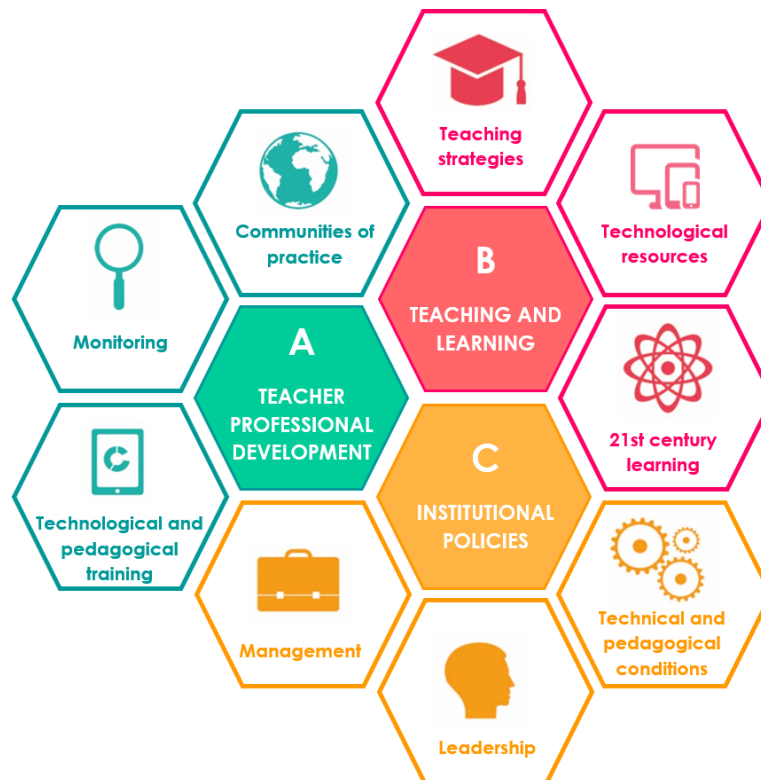 Teaching
strategies
Communities of
practice
Technological
resources
B
TEACHING AND
LEARNING
Monitoring
A
TEACHER
PROFESSIONAL
DEVELOPMENT
21st century
learning
C
INSTITUTIONAL
POLICIES
Technological and
pedagogical
training
Management
Technical and
pedagogical
conditions
Leadership